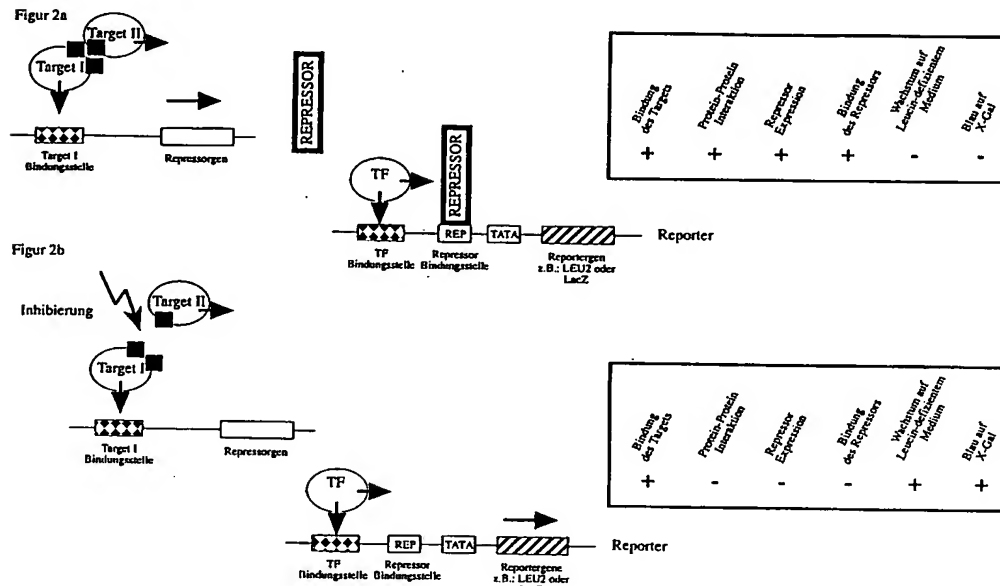 Figur 2a
Target II
Target I
Target I
Bindungsstelle
Repressorgen
REPRESSOR
TF
REPRESSOR
REP
TATA
TF
Bindungsstelle
Repressor
Bindungsstelle
Reportergen
z.B.: LEU2 oder
LacZ
Reporter
Bindung
des Targets
Protein-Protein
Interaktion
Repressor
Expression
Bindung
des Repressors
Wachstum auf
Leucin-defizientem
Medium
Blau auf
X-Gal
+ + + + - -
Figur 2b
Inhibierung
Target II
Target I
Target I
Bindungsstelle
Repressorgen
TF
REP
TATA
TF
Bindungsstelle
Repressor
Bindungsstelle
Reportergene
z.B.: LEU2 oder
Reporter
Bindung
des Targets
Protein-Protein
Interaktion
Repressor
Expression
Bindung
des Repressors
Wachstum auf
Leucin-defizientem
Medium
Blau auf
X-Gal
+ - - - + +